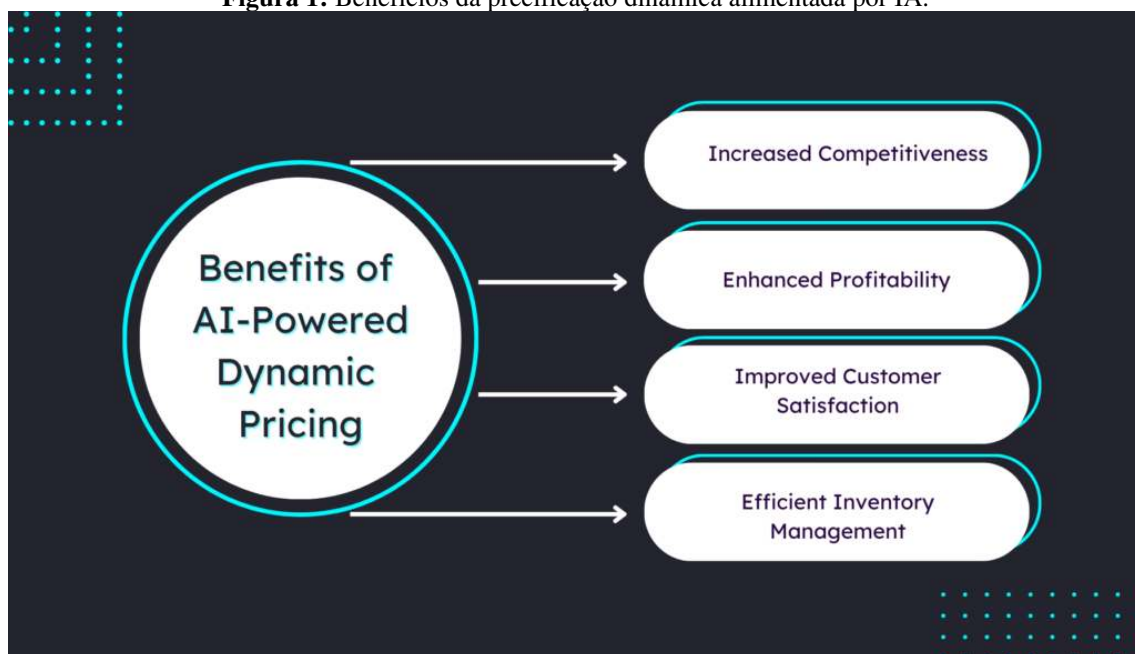 Figura 1: Benefícios da precificação dinâmica alimentada por IA.
Benefits of
AI-Powered
Dynamic
Pricing
Increased Competitiveness
Enhanced Profitability
Improved Customer
Satisfaction
Efficient Inventory
Management